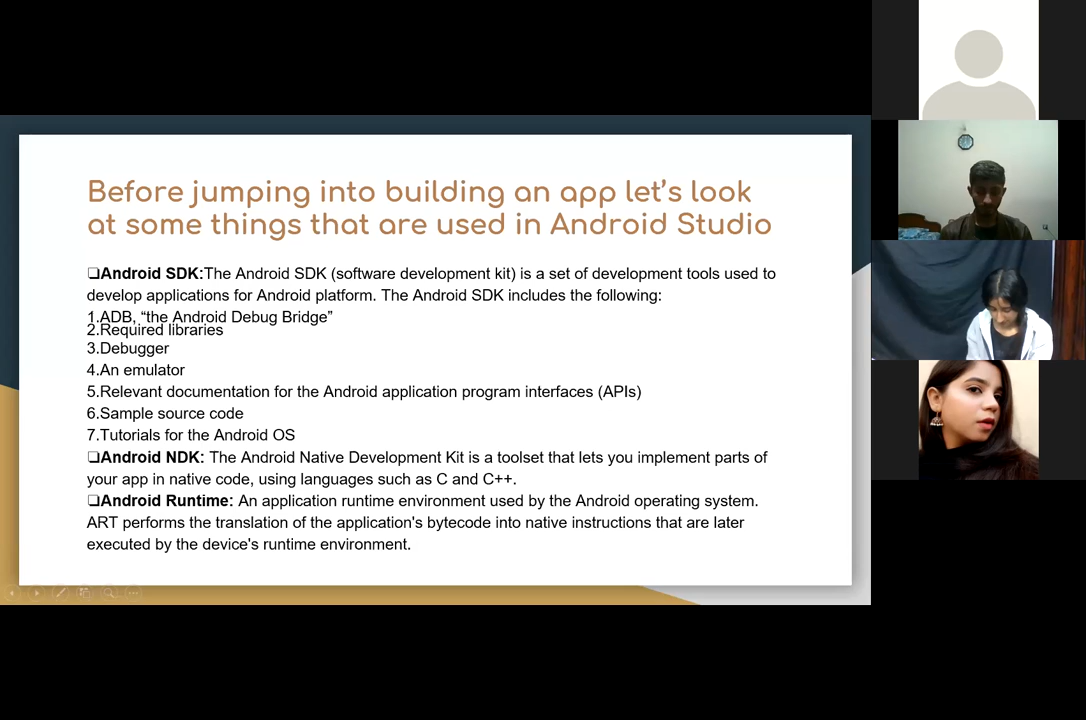 Before jumping into building an app let’s look
at some things that are used in Android Studio
❑Android SDK:The Android SDK (software development kit) is a set of development tools used to
develop applications for Android platform. The Android SDK includes the following:
1.ADB, “the Android Debug Bridge”
2.Required libraries
3.Debugger
4.An emulator
5.Relevant documentation for the Android application program interfaces (APIs)
6.Sample source code
7.Tutorials for the Android OS
❑Android NDK: The Android Native Development Kit is a toolset that lets you implement parts of
your app in native code, using languages such as C and C++.
❑Android Runtime: An application runtime environment used by the Android operating system.
ART performs the translation of the application's bytecode into native instructions that are later
executed by the device's runtime environment.